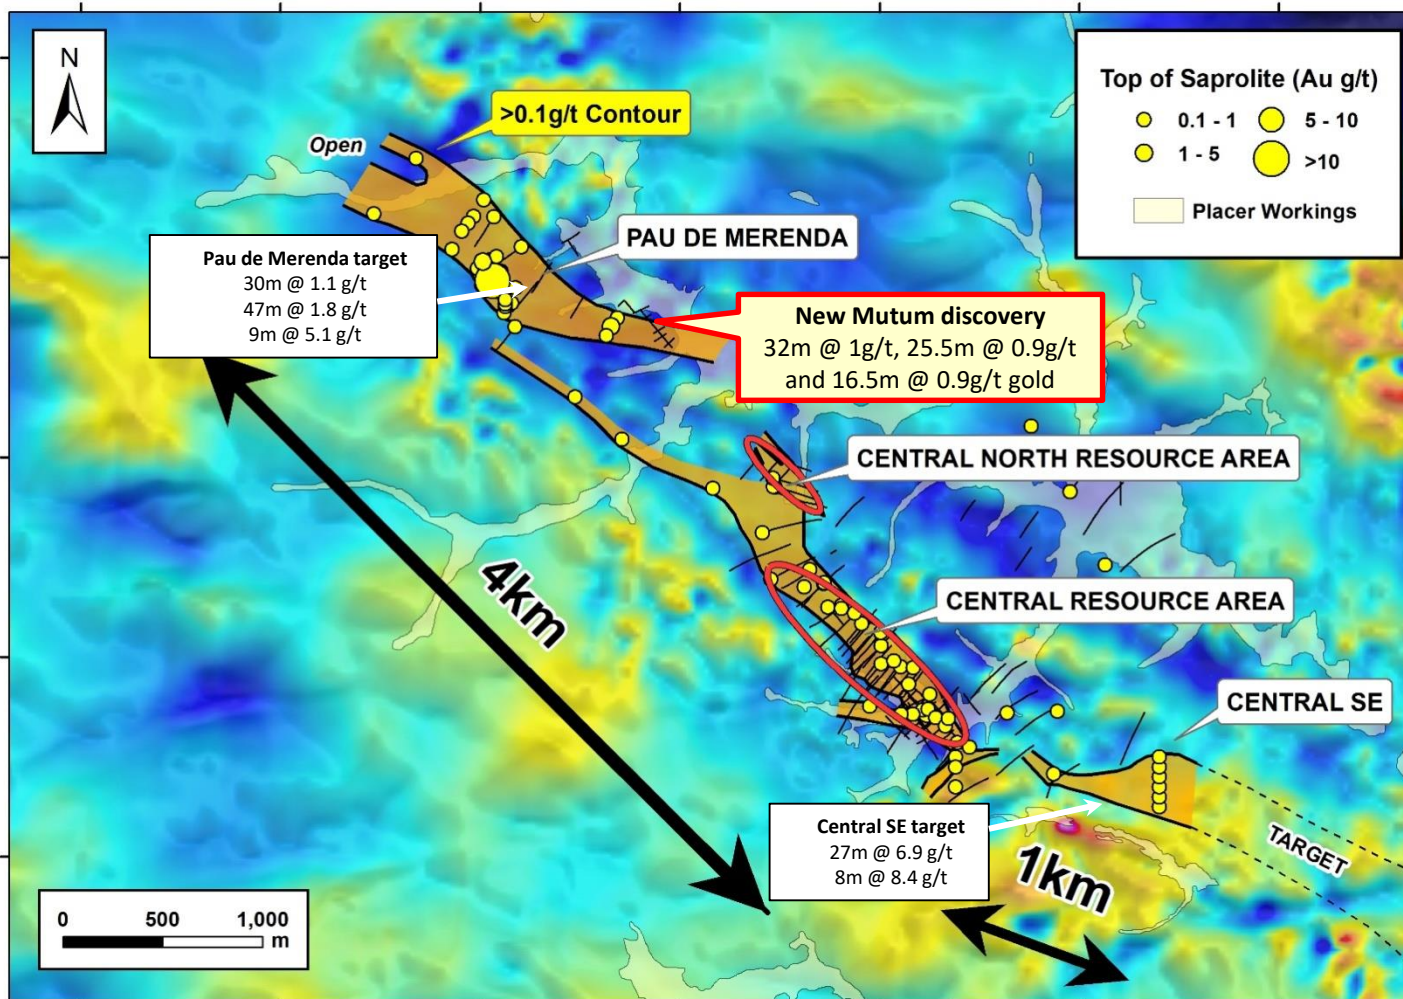 N
>0.1g/t Contour
Open
Top of Saprolite (Au g/t)
0.1 - 1
5 - 10
1 - 5
>10
Placer Workings
PAU DE MERENDA
Pau de Merenda target
30m @ 1.1 g/t
47m @ 1.8 g/t
9m @ 5.1 g/t
New Mutum discovery
32m @ 1g/t, 25.5m @ 0.9g/t
and 16.5m @ 0.9g/t gold
CENTRAL NORTH RESOURCE AREA
4km
CENTRAL RESOURCE AREA
CENTRAL SE
Central SE target
27m @ 6.9 g/t
8m @ 8.4 g/t
TARGET
1km
0 500 1,000
m